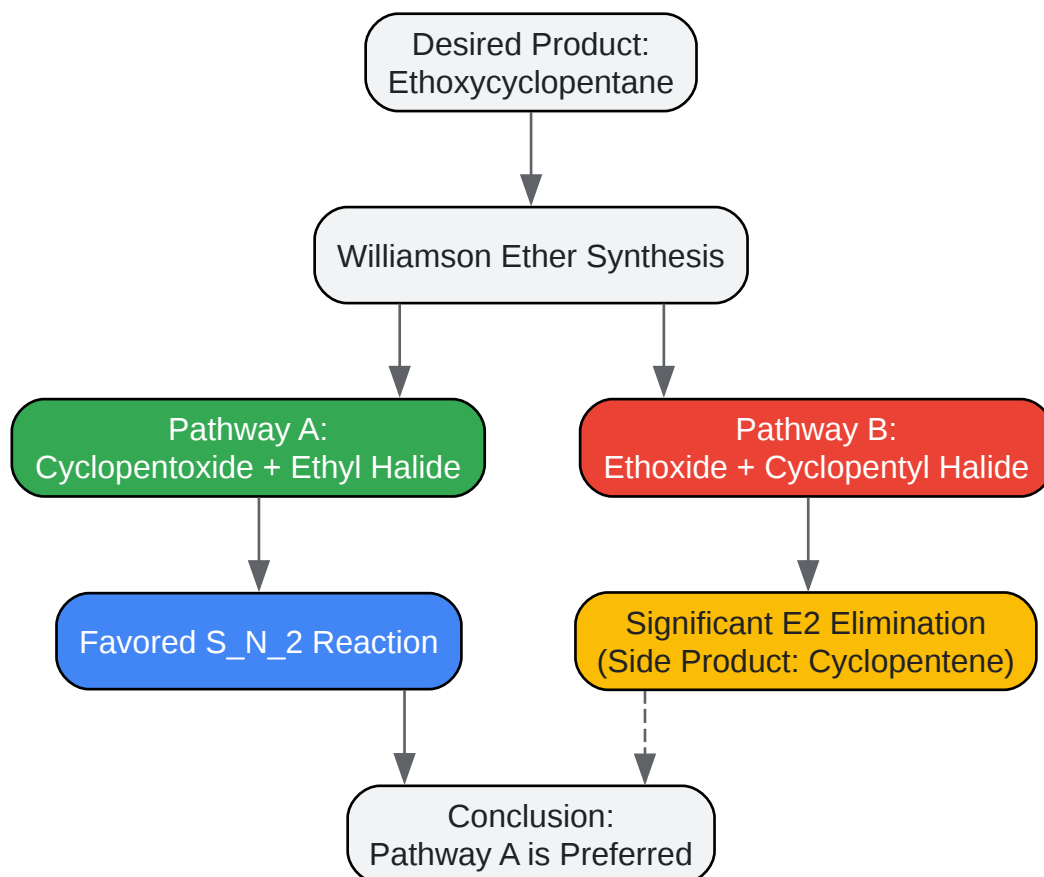 Desired Product:
Ethoxycyclopentane
Williamson Ether Synthesis
Pathway A:
Cyclopentoxide + Ethyl Halide
Pathway B:
Ethoxide + Cyclopentyl Halide
Favored S_N_2 Reaction
Significant E2 Elimination
(Side Product: Cyclopentene)
Conclusion:
Pathway A is Preferred